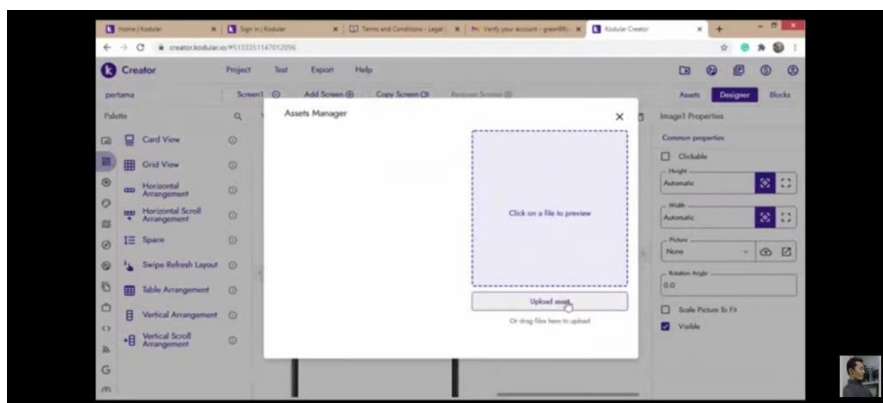 Home | Kodular
Sign in | Kodular
Terms and Conditions - Legal |
Verify your account - green8
Kodular Creator
creator.kodular.io/#5133351147012096
Creator
Project
Test
Export
Help
pertama
Screen1
Add Screen
Copy Screen
Remove Screen
Assets
Designer
Blocks
Palette
Assets Manager
Image1 Properties
Common properties
Card View
Clickable
Grid View
Height
Automatic
Horizontal
Arrangement
Width
Automatic
Horizontal Scroll
Arrangement
Click on a file to preview
Space
Picture
None
Swipe Refresh Layout
Rotation Angle
0.0
Table Arrangement
Upload asset
Vertical Arrangement
Or drag files here to upload
Scale Picture To Fit
Vertical Scroll
Arrangement
Visible